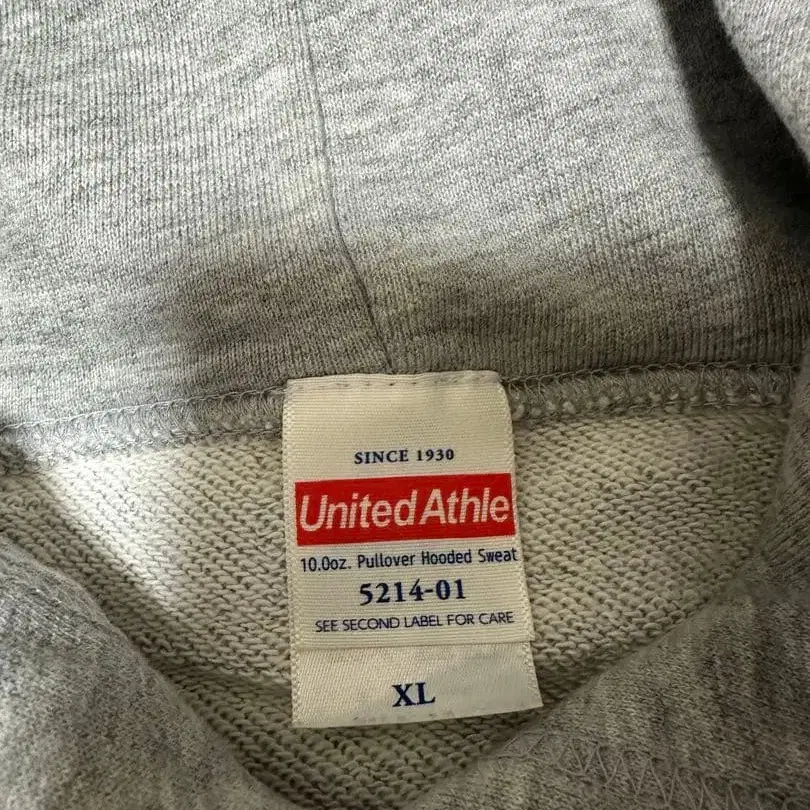 SINCE 1930
United Athle
10.0oz. Pullover Hooded Sweat
5214-01
SEE SECOND LABEL FOR CARE
XL